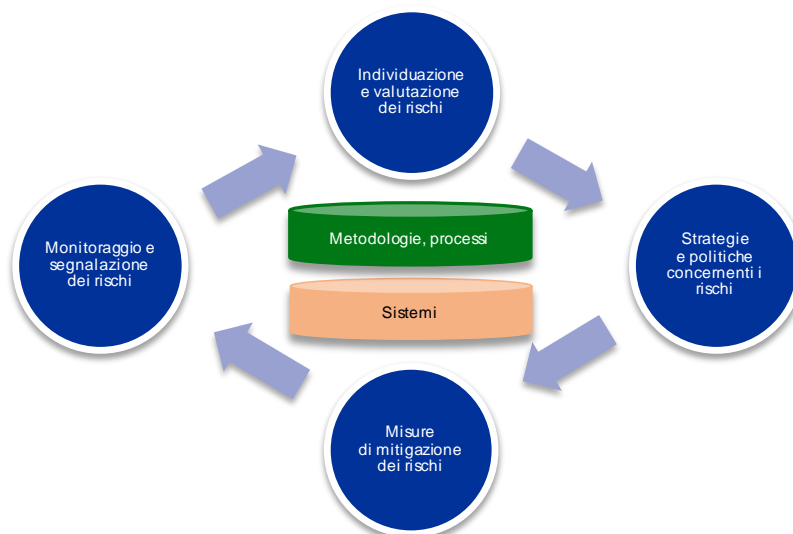 Individuazione
e valutazione
dei rischi
Metodologie, processi
Monitoraggio e
segnalazione
dei rischi
Strategie
e politiche
concernenti i
rischi
Sistemi
Misure
di mitigazione
dei rischi